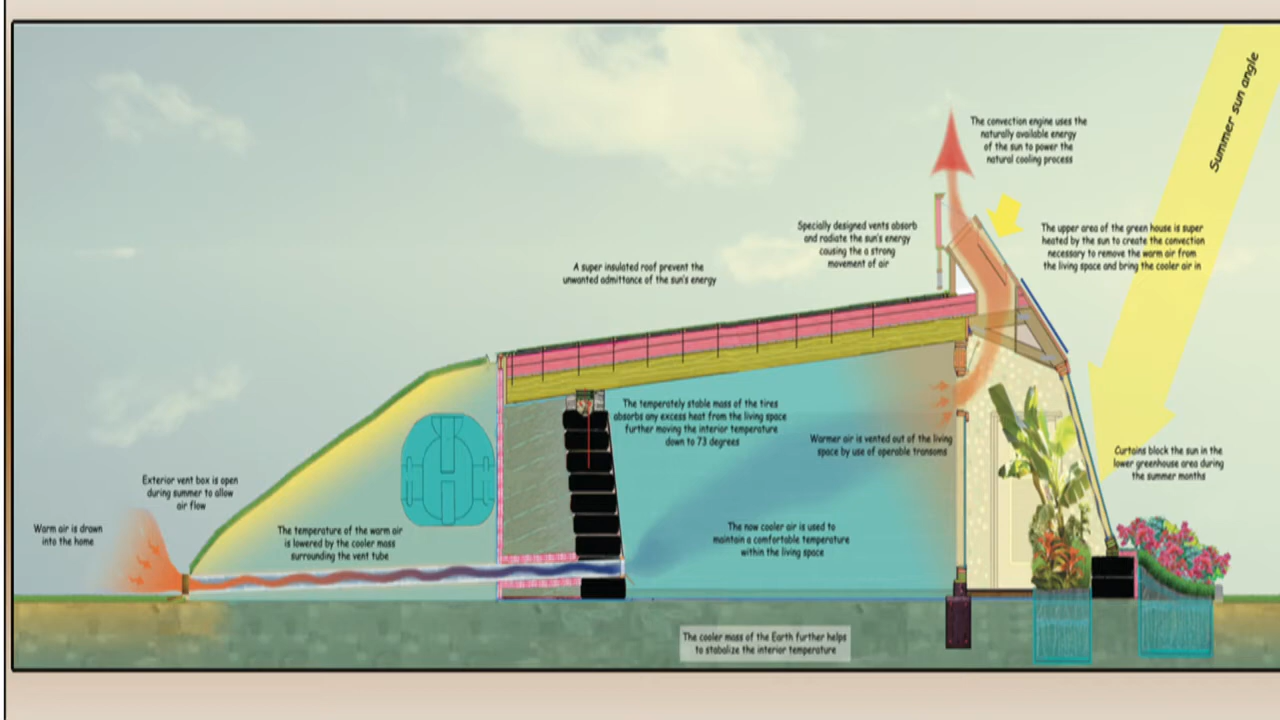 Summer sun angle
The convection engine uses the
naturally available energy
of the sun to power the
natural cooling process
Specially designed vents absorb
and radiate the sun's energy
causing the a strong
movement of air
The upper area of the green house is super
heated by the sun to create the convection
necessary to remove the warm air from
the living space and bring the cooler air in
A super insulated roof prevent the
unwanted admittance of the sun's energy
The temperately stable mass of the tires
absorbs any excess heat from the living space
further moving the interior temperature
down to 73 degrees
Warmer air is vented out of the living
space by use of operable transoms
Curtains block the sun in the
lower greenhouse area during
the summer months
Exterior vent box is open
during summer to allow
air flow
Warm air is drawn
into the home
The temperature of the warm air
is lowered by the cooler mass
surrounding the vent tube
The now cooler air is used to
maintain a comfortable temperature
within the living space
The cooler mass of the Earth further helps
to stabalize the interior temperature